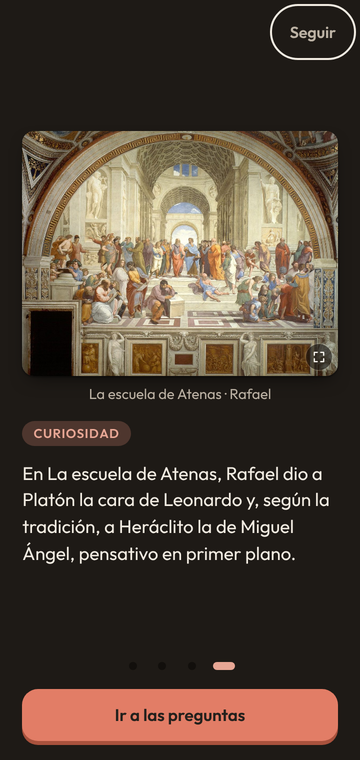 Seguir
La escuela de Atenas · Rafael
CURIOSIDAD
En La escuela de Atenas, Rafael dio a
Platón la cara de Leonardo y, según la
tradición, a Heráclito la de Miguel
Ángel, pensativo en primer plano.
Ir a las preguntas